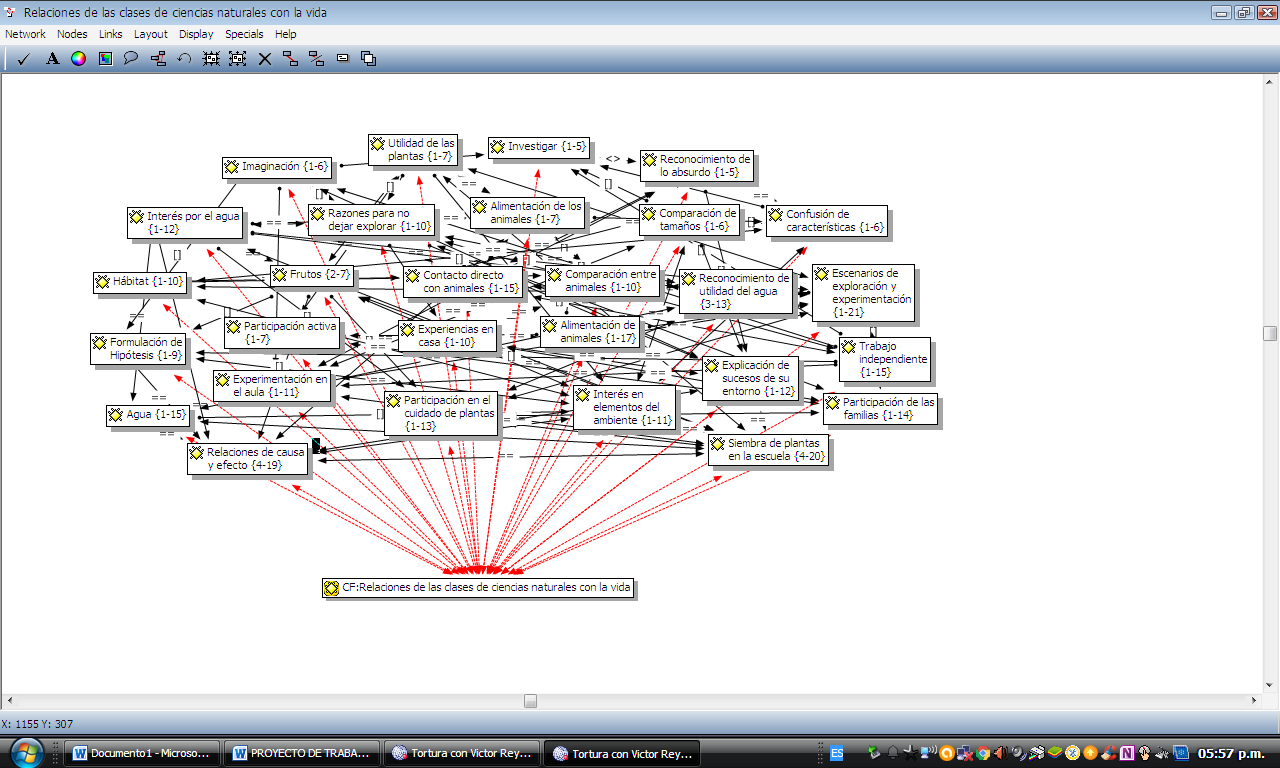 Relaciones de las clases de ciencias naturales con la vida
Network Nodes Links Layout Display Specials Help
Utilidad de las
plantas {1-7}
Investigar {1-5}
Imaginación {1-6}
<>
Reconocimiento de
lo absurdo {1-5}
Interés por el agua
{1-12}
Razones para no
dejar explorar {1-10}
Alimentación de los
animales {1-7}
Comparación de
tamaños {1-6}
Confusión de
características {1-6}
Hábitat {1-10}
Frutos {2-7}
Contacto directo
con animales {1-15}
Comparación entre
animales {1-10}
Reconocimiento de
utilidad del agua
{3-13}
Escenarios de
exploración y
experimentación
{1-21}
Formulación de
Hipótesis {1-9}
Participación activa
{1-7}
Experiencias en
casa {1-10}
Alimentación de
animales {1-17}
Trabajo
independiente
{1-15}
Experimentación en
el aula {1-11}
Explicación de
sucesos de su
entorno {1-12}
Agua {1-15}
Participación en el
cuidado de plantas
{1-13}
Interés en
elementos del
ambiente {1-11}
Participación de las
familias {1-14}
Relaciones de causa
y efecto {4-19}
==
Siembra de plantas
en la escuela {4-20}
CF:Relaciones de las clases de ciencias naturales con la vida
X: 1155 Y: 307
Documento1 - Microso...
PROYECTO DE TRABA...
Tortura con Victor Rey...
Tortura con Victor Rey...
ES
05:57 p.m.